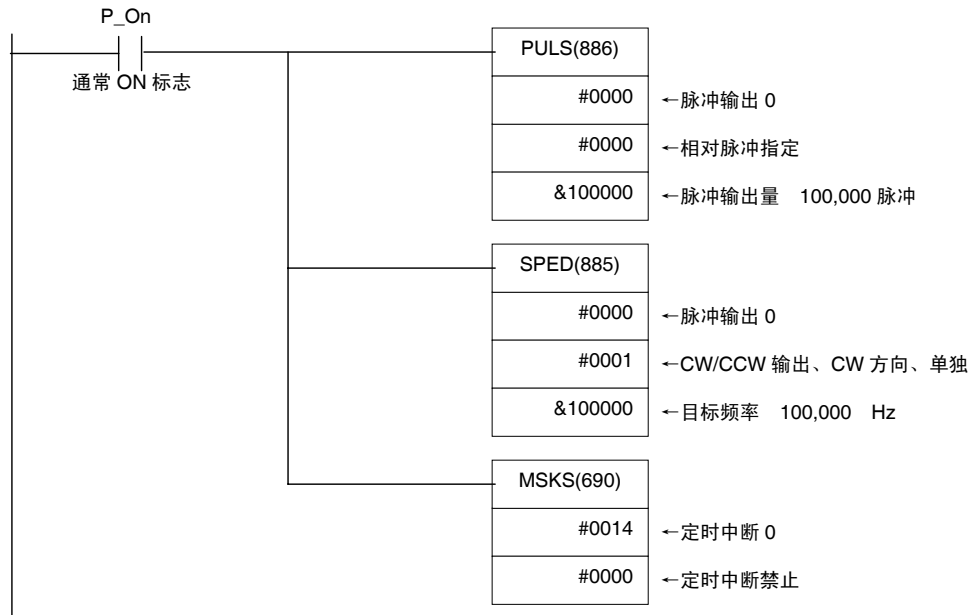 P_On
通常 ON 标志
PULS(886)
#0000 ←脉冲输出 0
#0000 ←相对脉冲指定
&100000 ←脉冲输出量 100,000 脉冲
SPED(885)
#0000 ←脉冲输出 0
#0001 ←CW/CCW 输出、CW 方向、单独
&100000 ←目标频率 100,000 Hz
MSKS(690)
#0014 ←定时中断 0
#0000 ←定时中断禁止